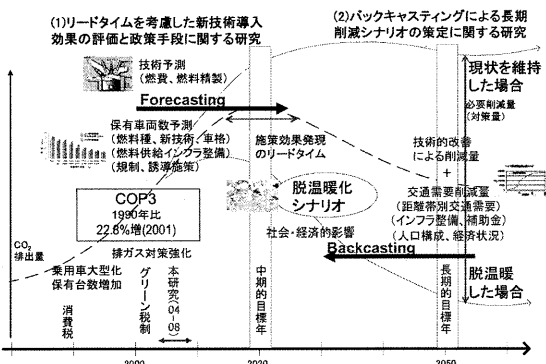 (1)リードタイムを考慮した新技術導入
効果の評価と政策手段に関する研究
(2)バックキャスティングによる長期
削減シナリオの策定に関する研究
技術予測
(燃費、燃料精製)
Forecasting
保有車両数予測
(燃料種、新技術、車格)
(燃料供給インフラ整備)
(規制、誘導施策)
施策効果発現
のリードタイム
現状を維持
した場合
必要削減量
(対策量)
技術的改善
による削減量
+
交通需要削減量
(距離帯別交通需要)
(インフラ整備、補助金)
(人口構成、経済状況)
COP3
1990年比
22.8%増(2001)
脱温暖化
シナリオ
社会・経済的影響
Backcasting
CO2
排出量
排ガス対策強化
乗用車大型化
保有台数増加
消費税
グリーン税制
本研究(04-08)
中期的目標年
長期的目標年
脱温暖
した場合
2000
2020
2050